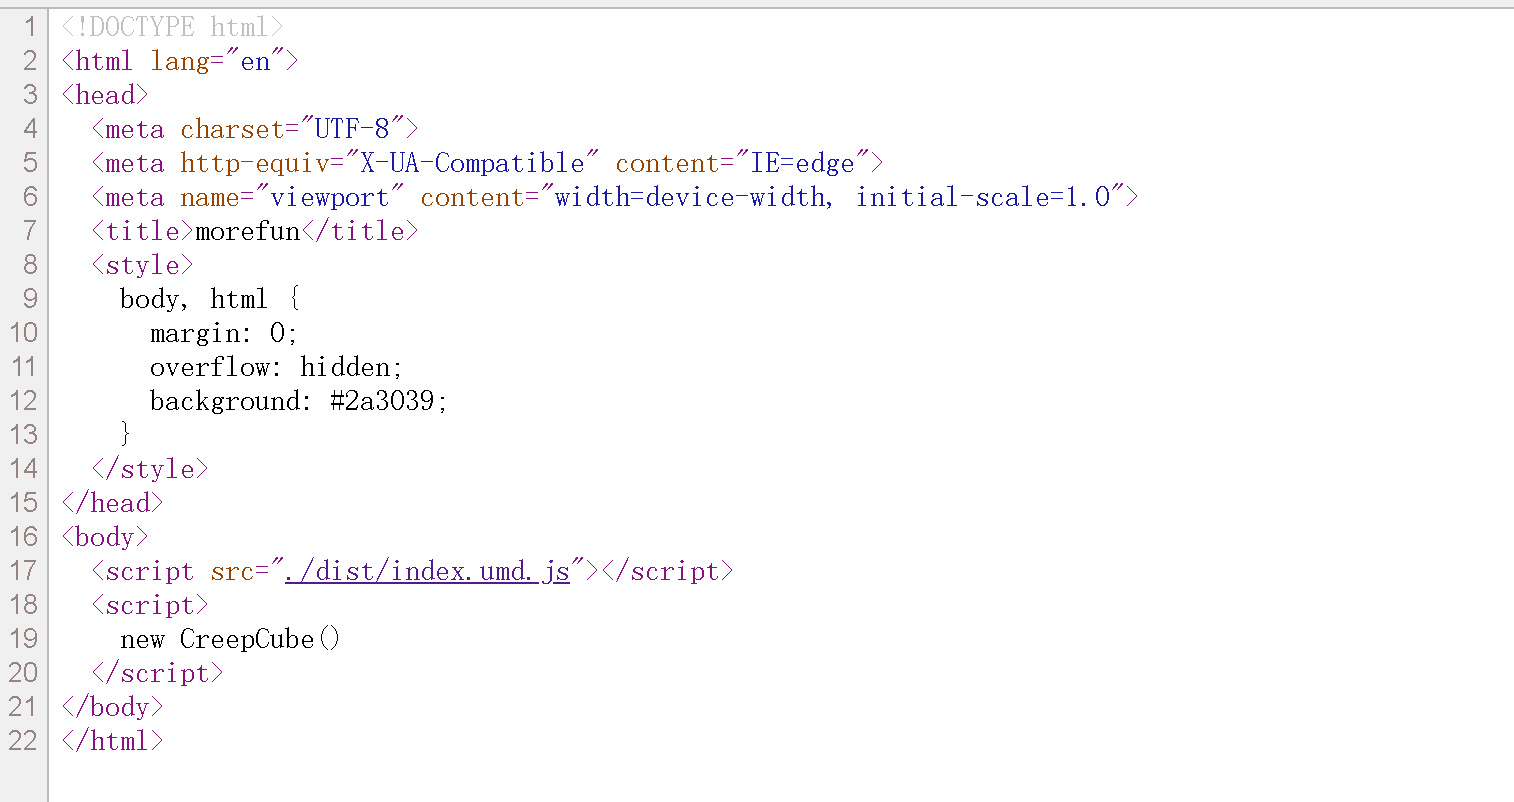 1 <!DOCTYPE html>
2 <html lang="en">
3 <head>
4   <meta charset="UTF-8">
5   <meta http-equiv="X-UA-Compatible" content="IE=edge">
6   <meta name="viewport" content="width=device-width, initial-scale=1.0">
7   <title>morefun</title>
8   <style>
9     body, html {
10       margin: 0;
11       overflow: hidden;
12       background: #2a3039;
13     }
14   </style>
15 </head>
16 <body>
17   <script src="./dist/index.umd.js"></script>
18   <script>
19     new CreepCube()
20   </script>
21 </body>
22 </html>